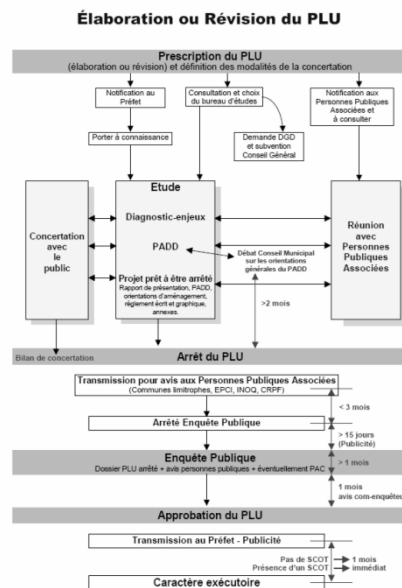 Élaboration ou Révision du PLU
Prescription du PLU
(élaboration ou révision) et définition des modalités de la concertation
Notification au
Préfet
Consultation et choix
du bureau d'études
Notification aux
Personnes Publiques
Associées et
à consulter
Porter à connaissance
Demande DGD
et subvention
Conseil Général
Concertation
avec
le
public
Etude
Diagnostic-enjeux
PADD
Projet prêt à être arrêté
Rapport de présentation, PADD,
orientations d'aménagement,
règlement écrit et graphique,
annexes.
Débat Conseil Municipal
sur les orientations
générales du PADD
>2 mois
Réunion
avec
Personnes
Publiques
Associées
Bilan de concertation
Arrêt du PLU
Transmission pour avis aux Personnes Publiques Associées
(Communes limitrophes, EPCI, INOQ, CRPF)
< 3 mois
Arrêté Enquête Publique
> 15 jours
(Publicité)
Enquête Publique
Dossier PLU arrêté + avis personnes publiques + éventuellement PAC
> 1 mois
1 mois
avis com-enquêteur
Approbation du PLU
Transmission au Préfet - Publicité
Pas de SCOT
1 mois
Présence d'un SCOT
immédiat
Caractère exécutoire